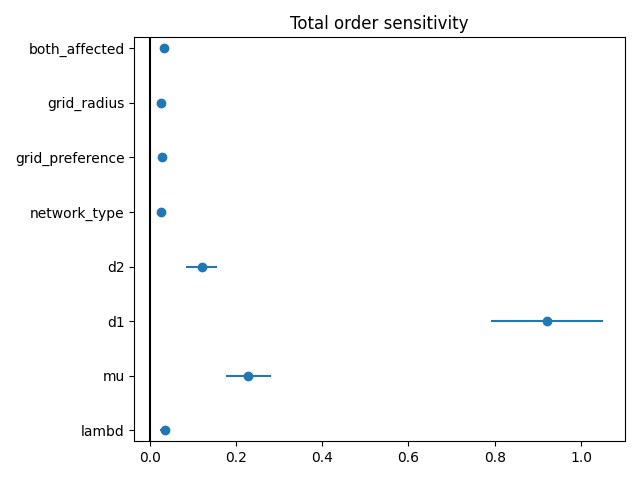 Total order sensitivity
both_affected
grid_radius
grid_preference
network_type
d2
d1
mu
lambd
0.0 0.2 0.4 0.6 0.8 1.0